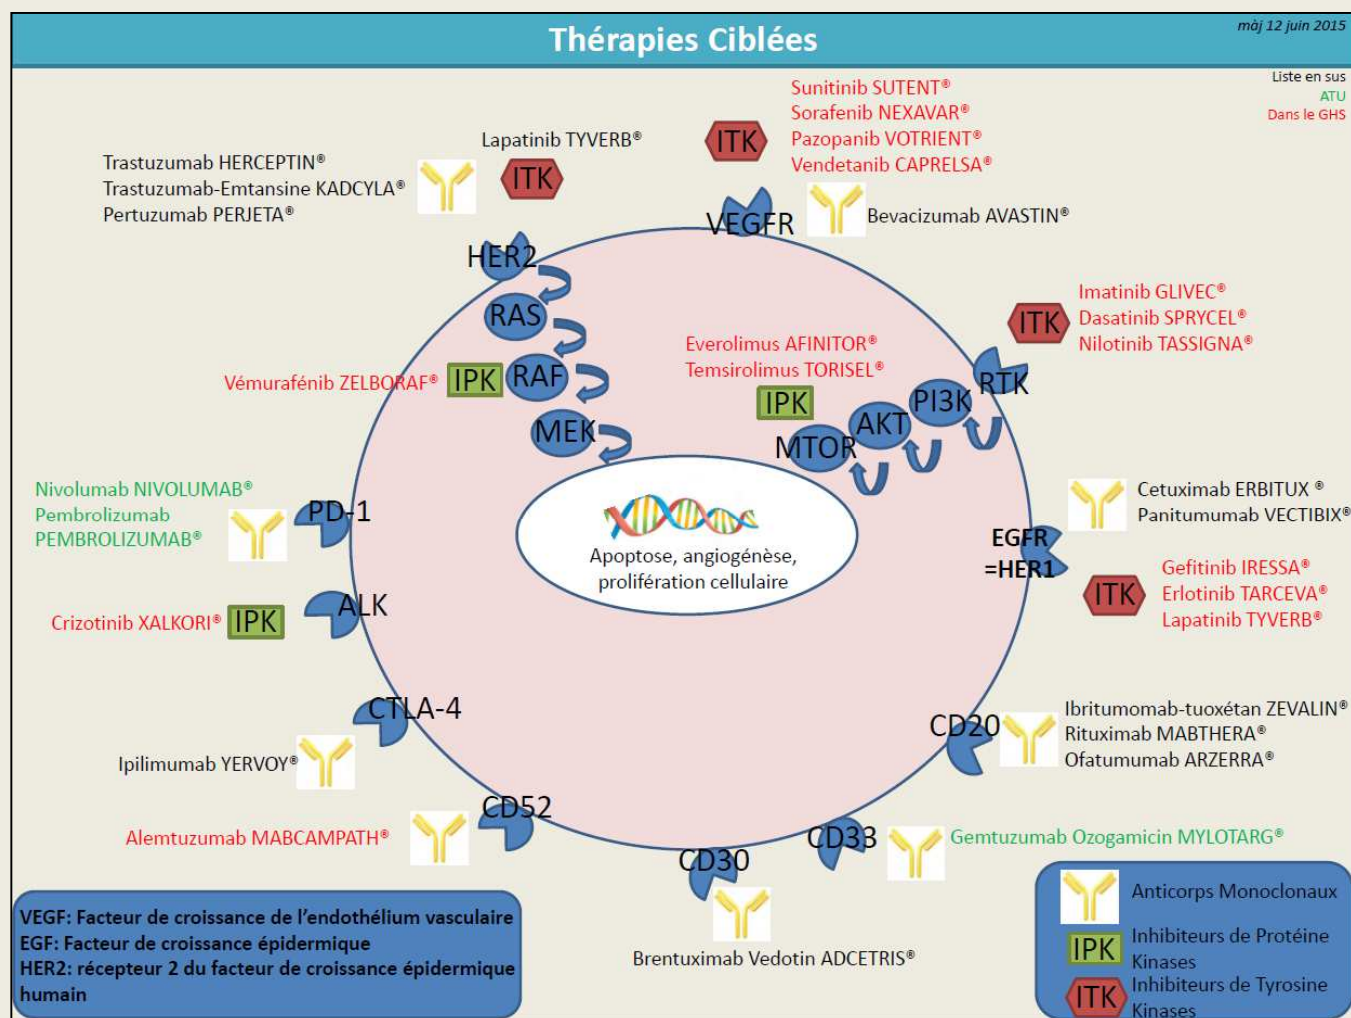 Thérapies Ciblées
màj 12 juin 2015
Liste en sus
ATU
Dans le GHS
Sunitinib SUTENT®
Sorafenib NEXAVAR®
Pazopanib VOTRIENT®
Vendetanib CAPRELSA®
ITK
Lapatinib TYVERB®
ITK
Trastuzumab HERCEPTIN®
Trastuzumab-Emtansine KADCYLA®
Pertuzumab PERJETA®
VEGFR
Bevacizumab AVASTIN®
HER2
RAS
RAF
MEK
IPK
Vémurafénib ZELBORAF®
Everolimus AFINITOR®
Temsirolimus TORISEL®
IPK
MTOR
AKT
PI3K
RTK
ITK
Imatinib GLIVEC®
Dasatinib SPRYCEL®
Nilotinib TASSIGNA®
Nivolumab NIVOLUMAB®
Pembrolizumab
PEMBROLIZUMAB®
PD-1
Apoptose, angiogénèse,
prolifération cellulaire
EGFR
=HER1
Cetuximab ERBITUX ®
Panitumumab VECTIBIX®
ITK
Gefitinib IRESSA®
Erlotinib TARCEVA®
Lapatinib TYVERB®
Crizotinib XALKORI®
IPK
ALK
CTLA-4
Ipilimumab YERVOY®
CD20
Ibritumomab-tuoxétan ZEVALIN®
Rituximab MABTHERA®
Ofatumumab ARZERRA®
CD52
Alemtuzumab MABCAMPATH®
CD33
Gemtuzumab Ozogamicin MYLOTARG®
CD30
Brentuximab Vedotin ADCETRIS®
VEGF: Facteur de croissance de l'endothélium vasculaire
EGF: Facteur de croissance épidermique
HER2: récepteur 2 du facteur de croissance épidermique
humain
Anticorps Monoclonaux
IPK
Inhibiteurs de Protéine
Kinases
ITK
Inhibiteurs de Tyrosine
Kinases